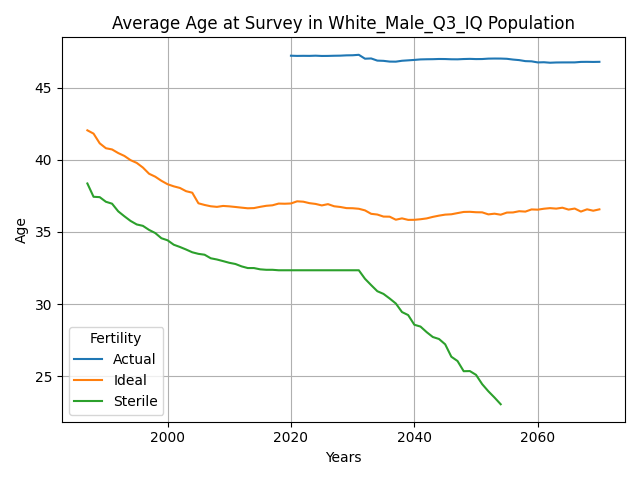 Average Age at Survey in White_Male_Q3_IQ Population
Age
45
40
35
30
25
Fertility
Actual
Ideal
Sterile
2000
2020
2040
2060
Years